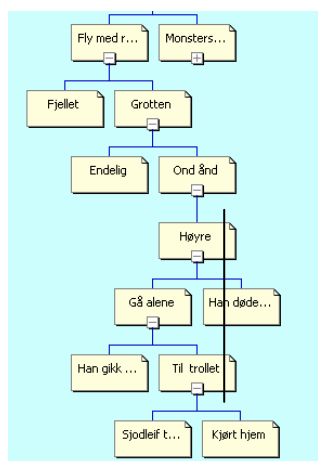 Fly med r...
Monsters...
Fjellet
Grotten
Endelig
Ond ånd
Høyre
Gå alene
Han døde...
Han gikk ...
Til trollet
Sjodleif t...
Kjørt hjem